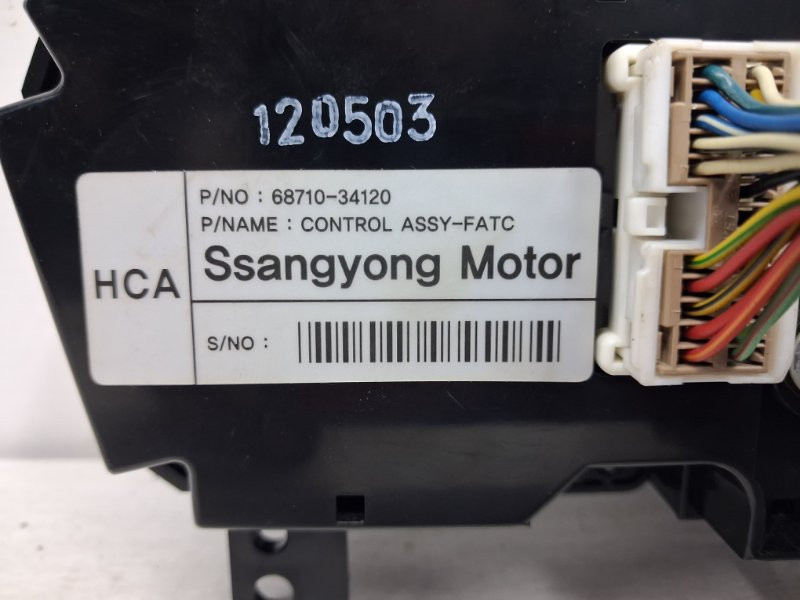 120503
P/NO : 68710-34120
P/NAME : CONTROL ASSY-FATC
HCA
Ssangyong Motor
S/NO :